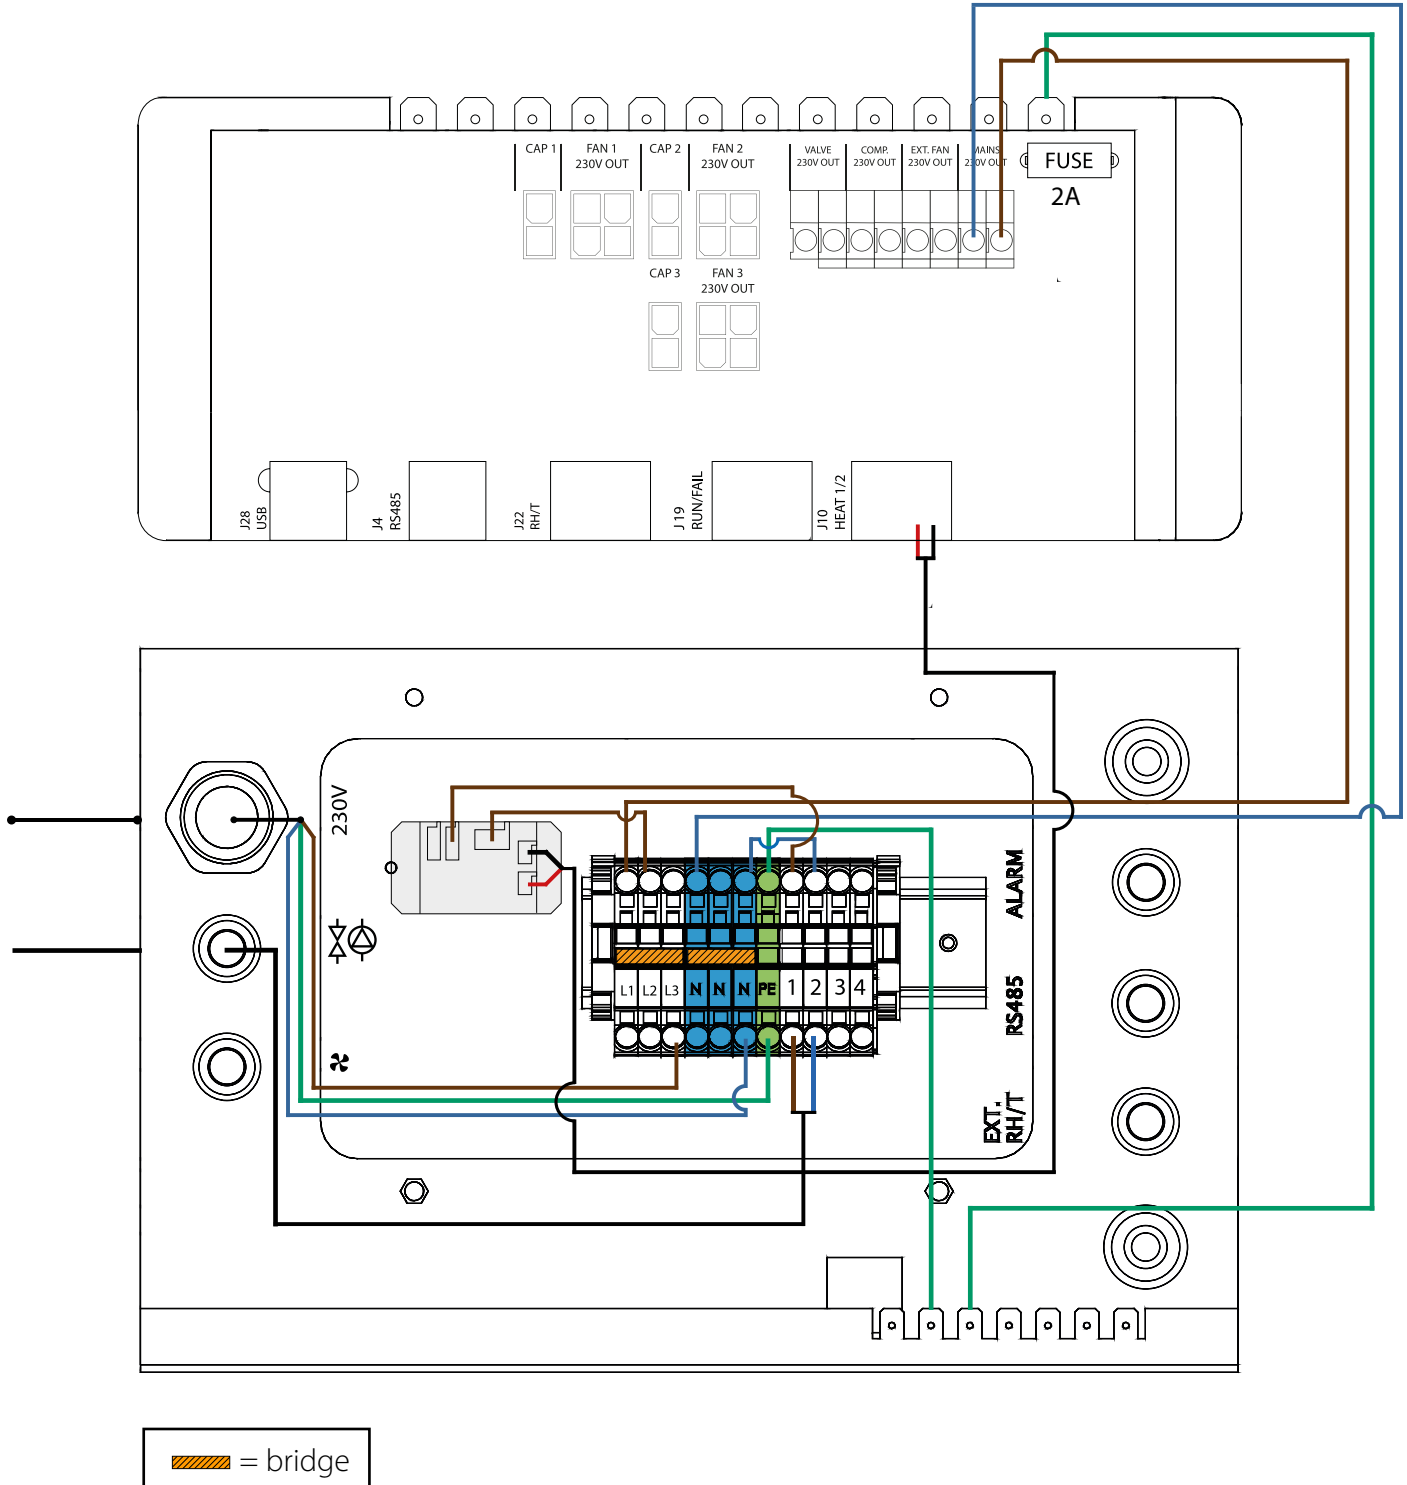 CAP 1
FAN 1
230V OUT
CAP 2
FAN 2
230V OUT
VALVE
230V OUT
COMP.
230V OUT
EXT. FAN
230V OUT
MAINS
230V OUT
FUSE
2A
CAP 3
FAN 3
230V OUT
J28
USB
J4
RS485
J22
RH/T
J19
RUN/FAIL
J10
HEAT 1/2
230V
ALARM
RS485
EXT.
RH/T
L1 L2 L3 N N N PE 1 2 3 4
= bridge